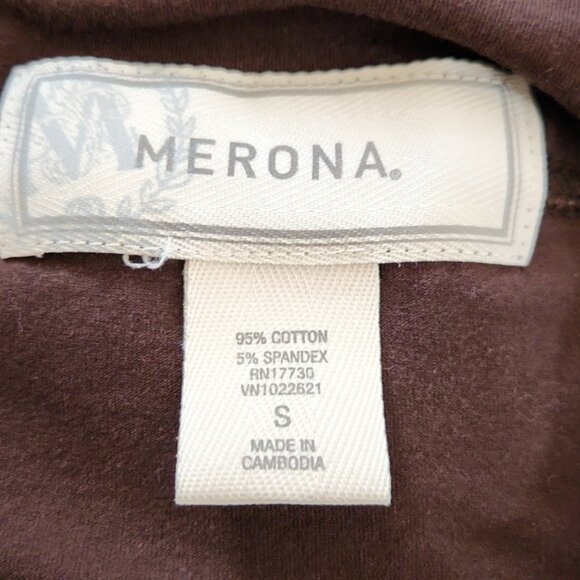 MERONA®
95% COTTON
5% SPANDEX
RN17730
VN1022621
S
MADE IN
CAMBODIA